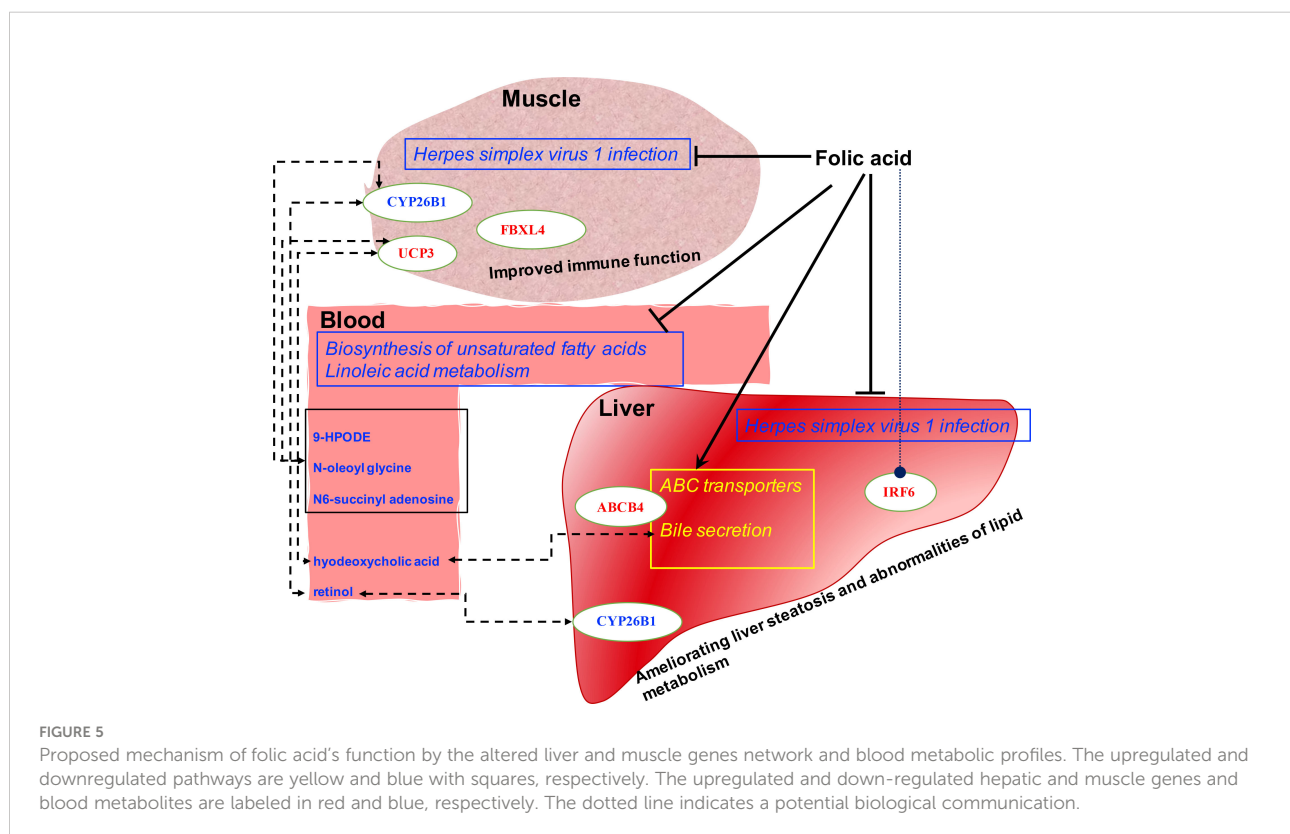 Muscle
Herpes simplex virus 1 infection
Folic acid
CYP26B1
FBXL4
UCP3
Improved immune function
Blood
Biosynthesis of unsaturated fatty acids
Linoleic acid metabolism
Liver
Herpes simplex virus 1 infection
9-HPODE
N-oleoyl glycine
N6-succinyl adenosine
ABC transporters
ABCB4
IRF6
Bile secretion
hyodeoxycholic acid
retinol
CYP26B1
Ameliorating liver steatosis and abnormalities of lipid
metabolism
FIGURE 5
Proposed mechanism of folic acid's function by the altered liver and muscle genes network and blood metabolic profiles. The upregulated and
downregulated pathways are yellow and blue with squares, respectively. The upregulated and down-regulated hepatic and muscle genes and
blood metabolites are labeled in red and blue, respectively. The dotted line indicates a potential biological communication.